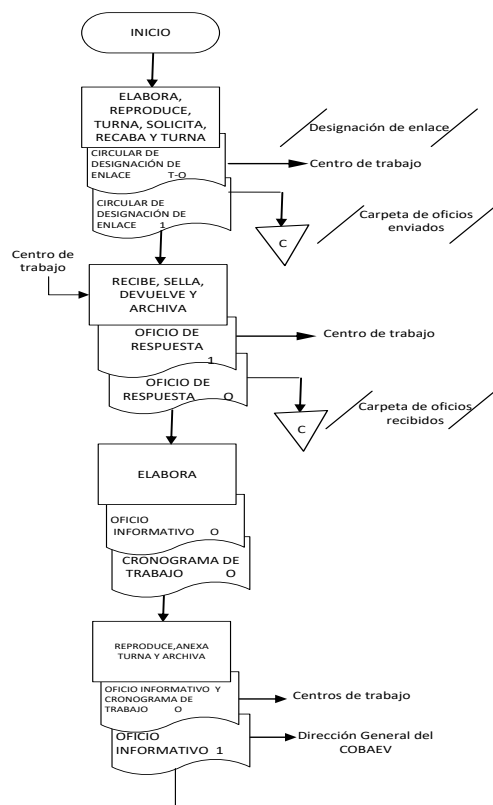 INICIO
ELABORA,
REPRODUCE,
TURNA, SOLICITA,
RECABA Y TURNA
Designación de enlace
CIRCULAR DE
DESIGNACIÓN DE
ENLACE T-O
Centro de trabajo
CIRCULAR DE
DESIGNACIÓN DE
ENLACE 1
C
Carpeta de oficios
enviados
Centro de
trabajo
RECIBE, SELLA,
DEVUELVE Y
ARCHIVA
OFICIO DE
RESPUESTA
1
Centro de trabajo
OFICIO DE
RESPUESTA O
C
Carpeta de oficios
recibidos
ELABORA
OFICIO
INFORMATIVO O
CRONOGRAMA DE
TRABAJO O
REPRODUCE,ANEXA
TURNA Y ARCHIVA
OFICIO INFORMATIVO Y
CRONOGRAMA DE
TRABAJO O
Centros de trabajo
OFICIO
INFORMATIVO 1
Dirección General del
COBAEV